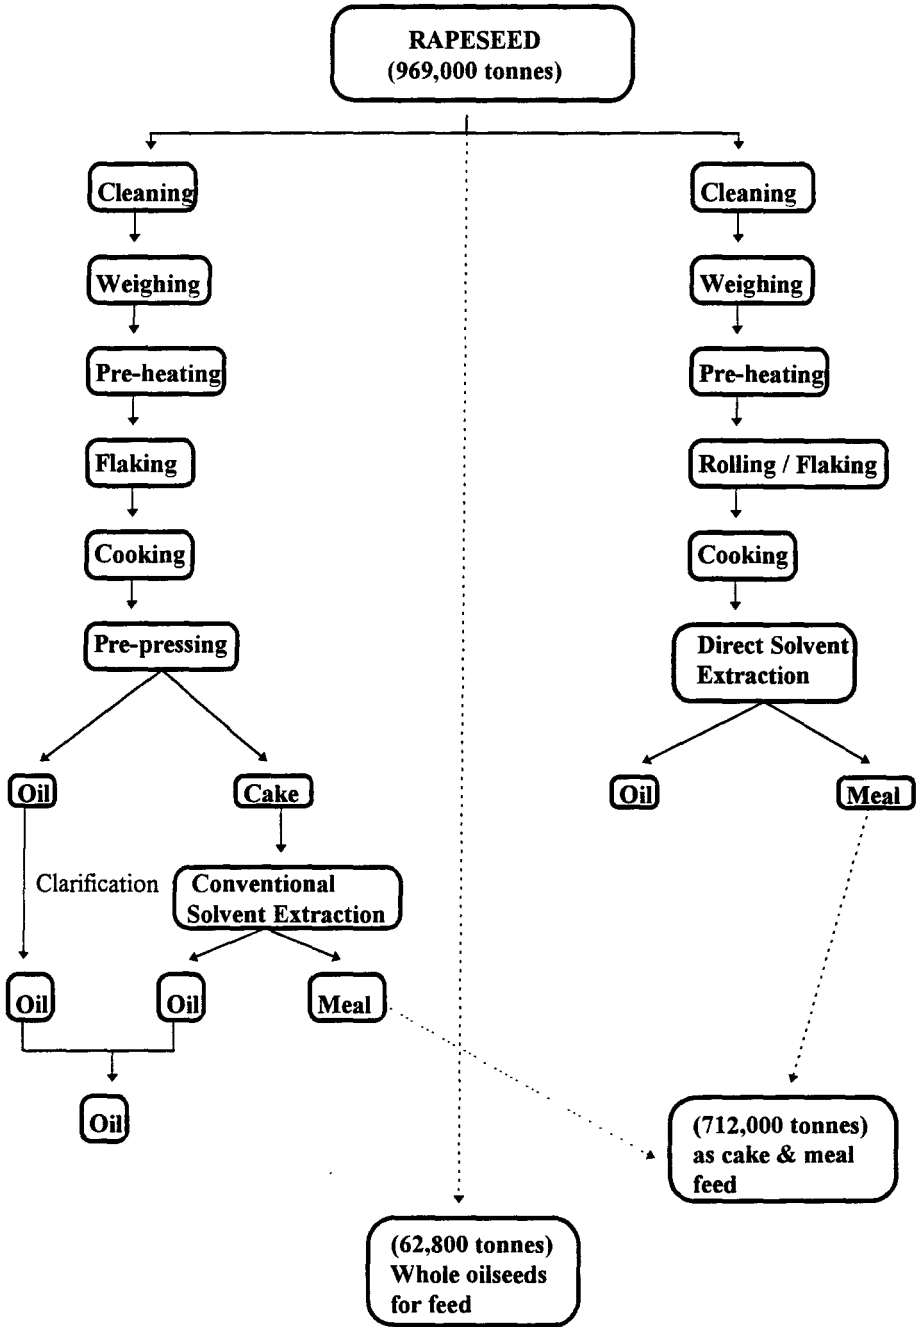 RAPESEED
(969,000 tonnes)
Cleaning
Cleaning
Weighing
Weighing
Pre-heating
Pre-heating
Flaking
Rolling / Flaking
Cooking
Cooking
Pre-pressing
Direct Solvent
Extraction
Oil
Cake
Oil
Meal
Clarification
Conventional
Solvent Extraction
Oil
Oil
Meal
Oil
(712,000 tonnes)
as cake & meal
feed
(62,800 tonnes)
Whole oilseeds
for feed